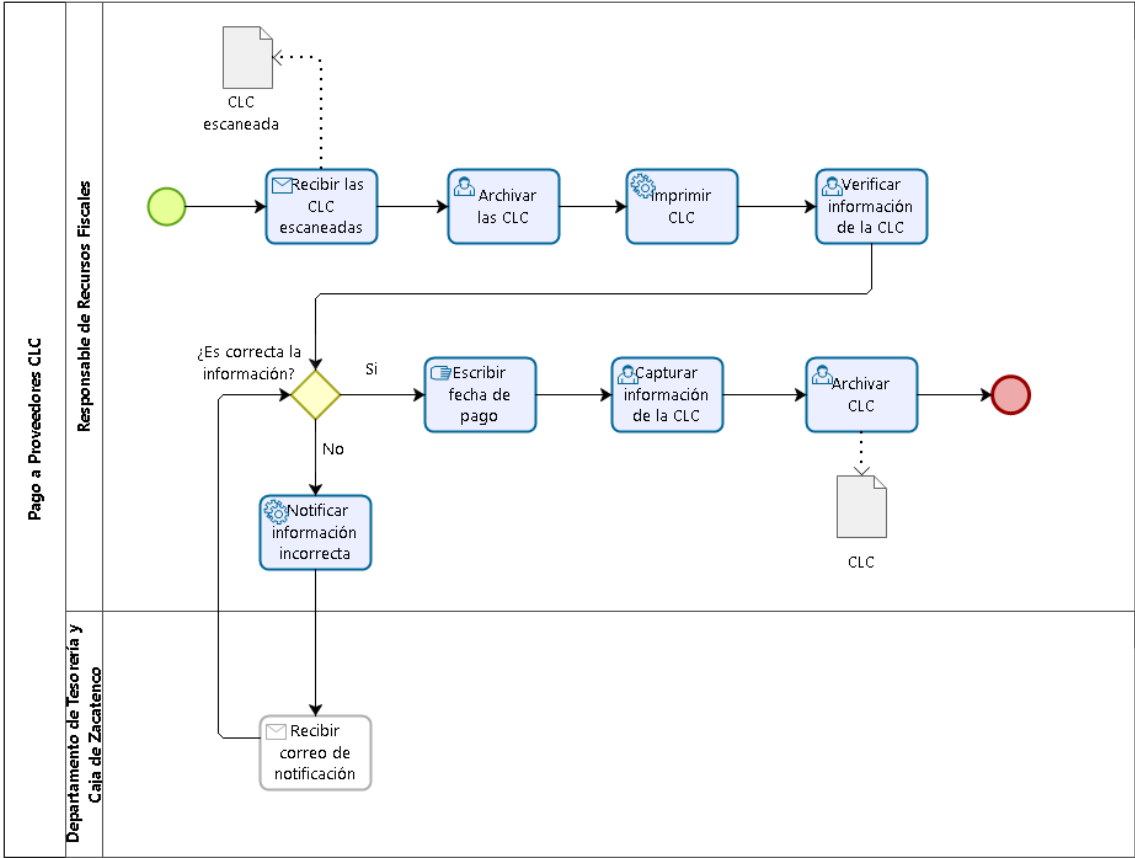 Pago a Proveedores CLC
Responsable de Recursos Fiscales
CLC
escaneada
Recibir las
CLC
escaneadas
Archivar
las CLC
Imprimir
CLC
Verificar
información
de la CLC
¿Es correcta la
información?
Si
Escribir
fecha de
pago
Capturar
información
de la CLC
Archivar
CLC
No
Notificar
información
incorrecta
CLC
Departamento de Tesorería y
Caja de Zacatenco
Recibir
correo de
notificación